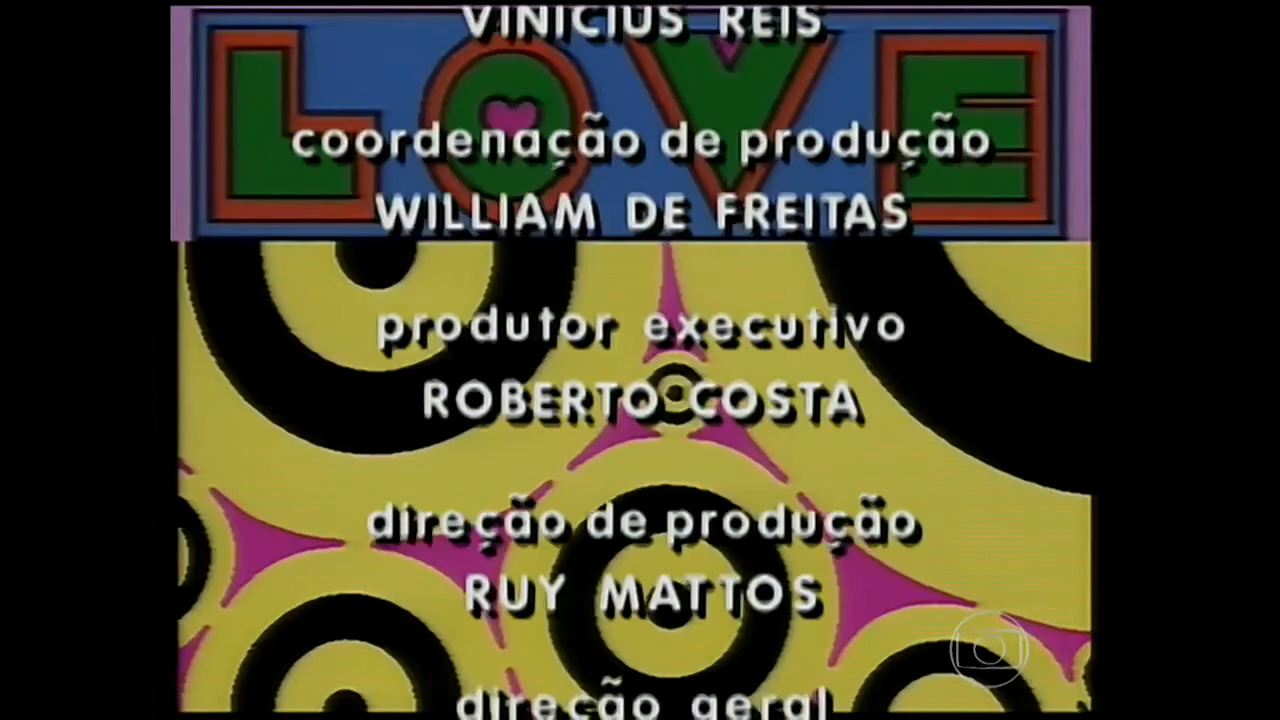 VINICIUS REIS
LOVE
coordenação de produção
WILLIAM DE FREITAS
produtor executivo
ROBERTO COSTA
direção de produção
RUY MATTOS
direção geral